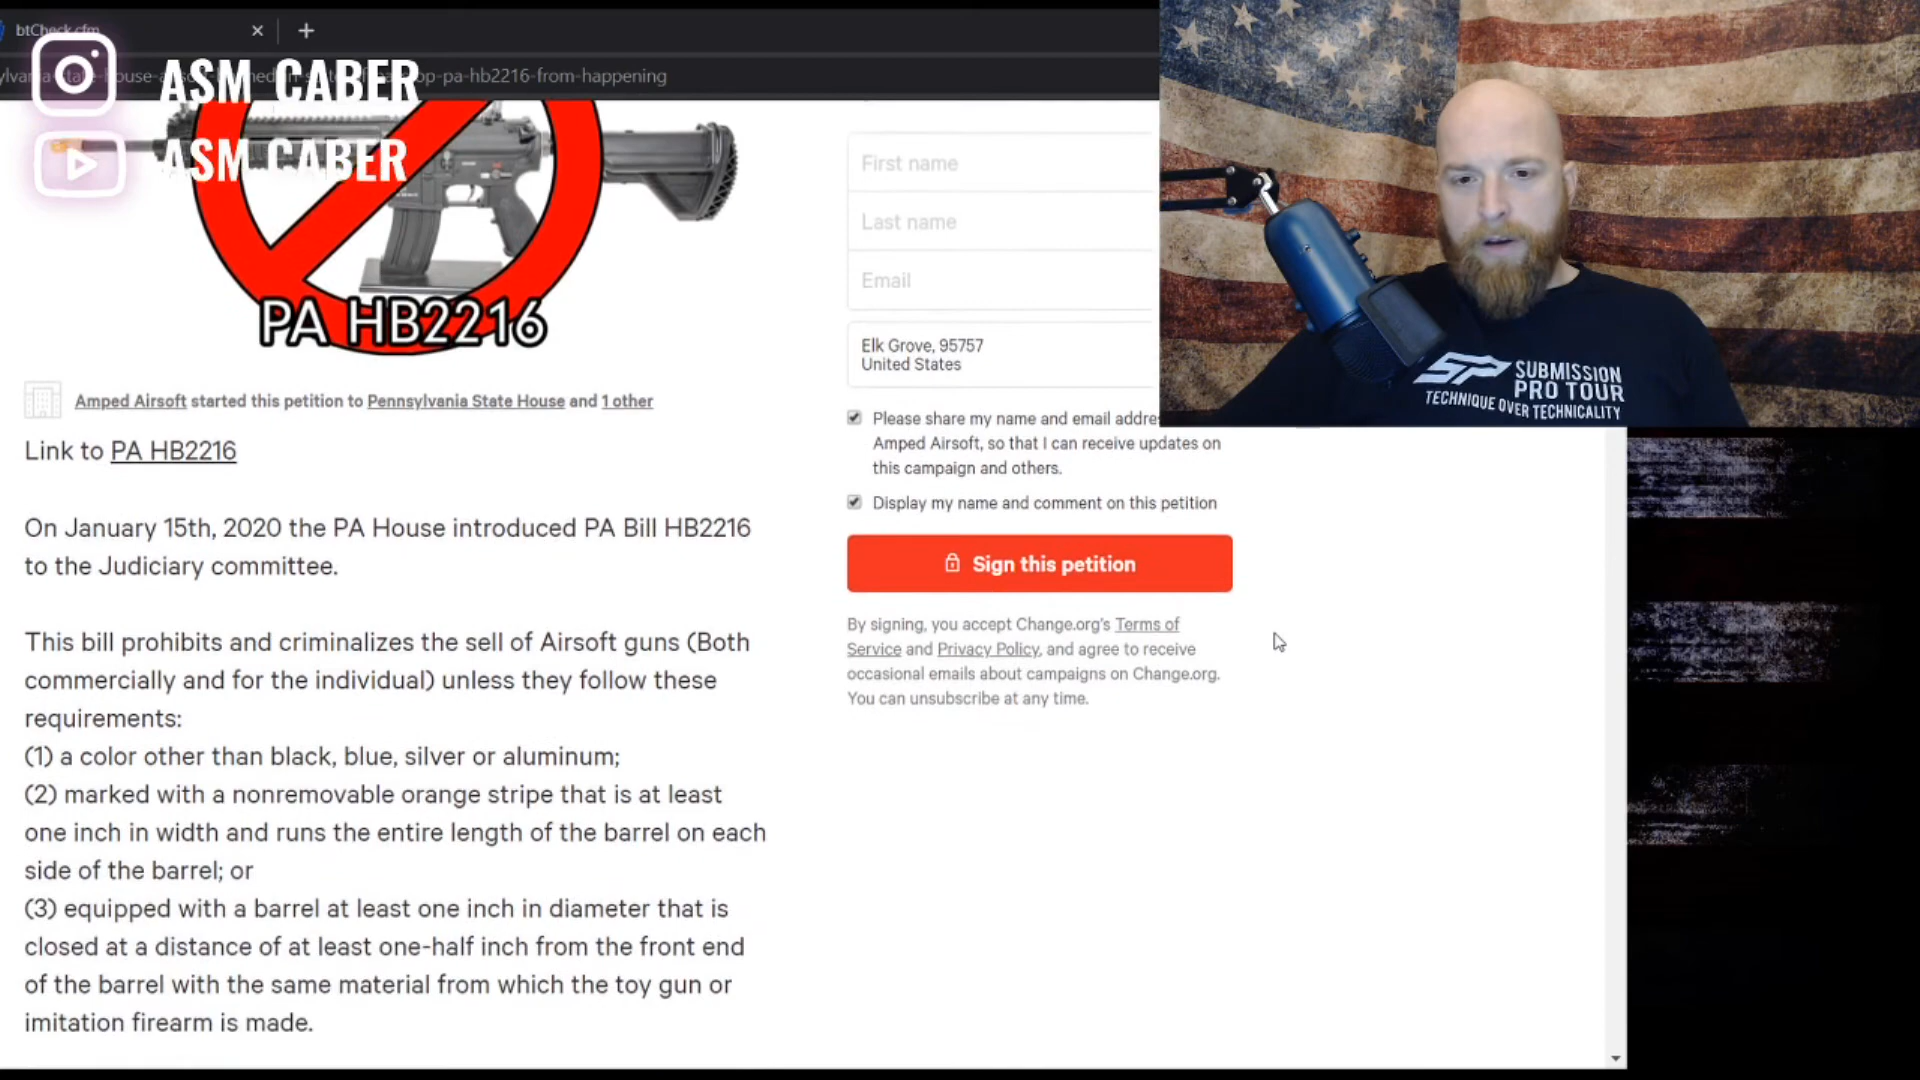 btCheck.cfm
-pa-hb2216-from-happening
ASM_CABER
ASM CABER
PA HB2216
Amped Airsoft started this petition to Pennsylvania State House and 1 other
Link to PA HB2216
On January 15th, 2020 the PA House introduced PA Bill HB2216
to the Judiciary committee.
This bill prohibits and criminalizes the sell of Airsoft guns (Both
commercially and for the individual) unless they follow these
requirements:
(1) a color other than black, blue, silver or aluminum;
(2) marked with a nonremovable orange stripe that is at least
one inch in width and runs the entire length of the barrel on each
side of the barrel; or
(3) equipped with a barrel at least one inch in diameter that is
closed at a distance of at least one-half inch from the front end
of the barrel with the same material from which the toy gun or
imitation firearm is made.
First name
Last name
Email
Elk Grove, 95757
United States
Please share my name and email addre
Amped Airsoft, so that I can receive updates on
this campaign and others.
Display my name and comment on this petition
Sign this petition
By signing, you accept Change.org's Terms of
Service and Privacy Policy, and agree to receive
occasional emails about campaigns on Change.org.
You can unsubscribe at any time.
SP SUBMISSION
PRO TOUR
TECHNIQUE OVER TECHNICALITY